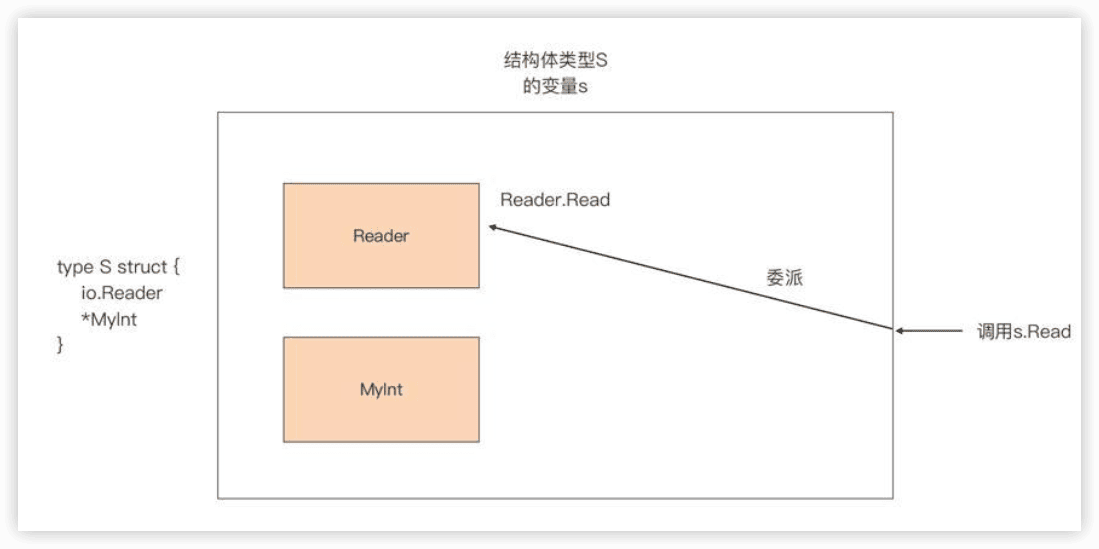 结构体类型S
的变量s
Reader.Read
Reader
委派
type S struct {
io.Reader
*MyInt
}
调用s.Read
MyInt